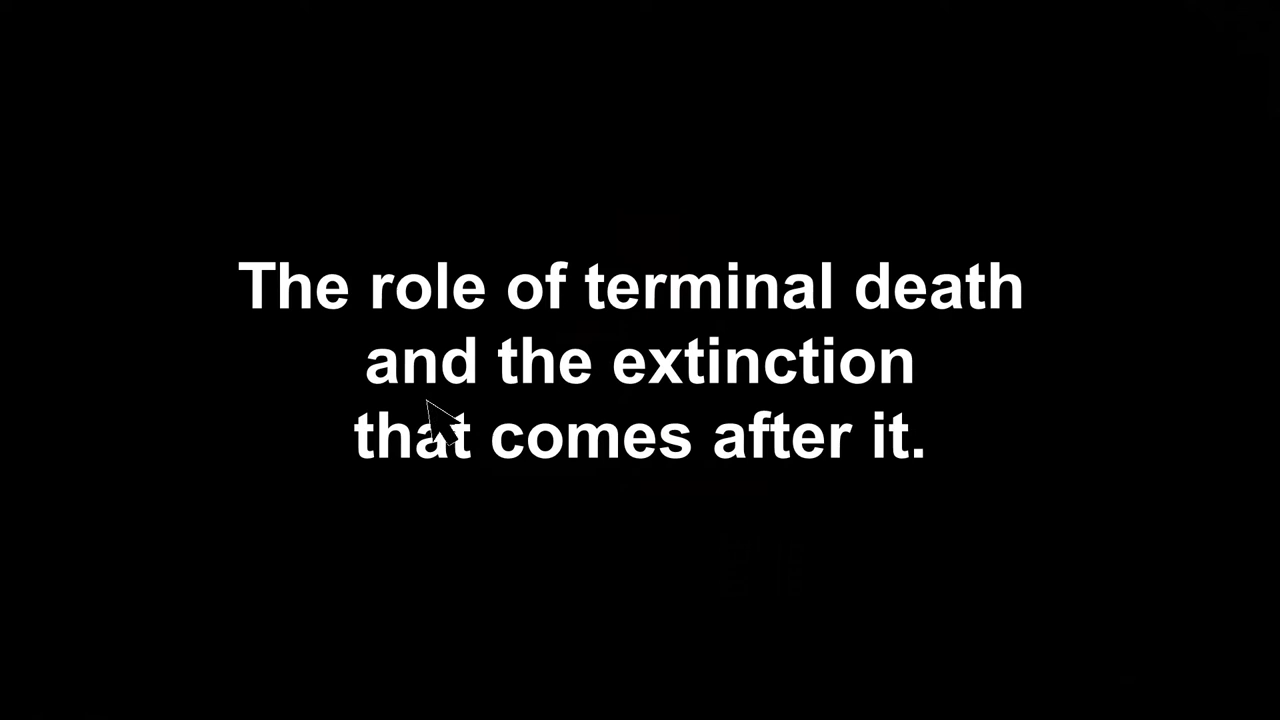 The role of terminal death
and the extinction
that comes after it.